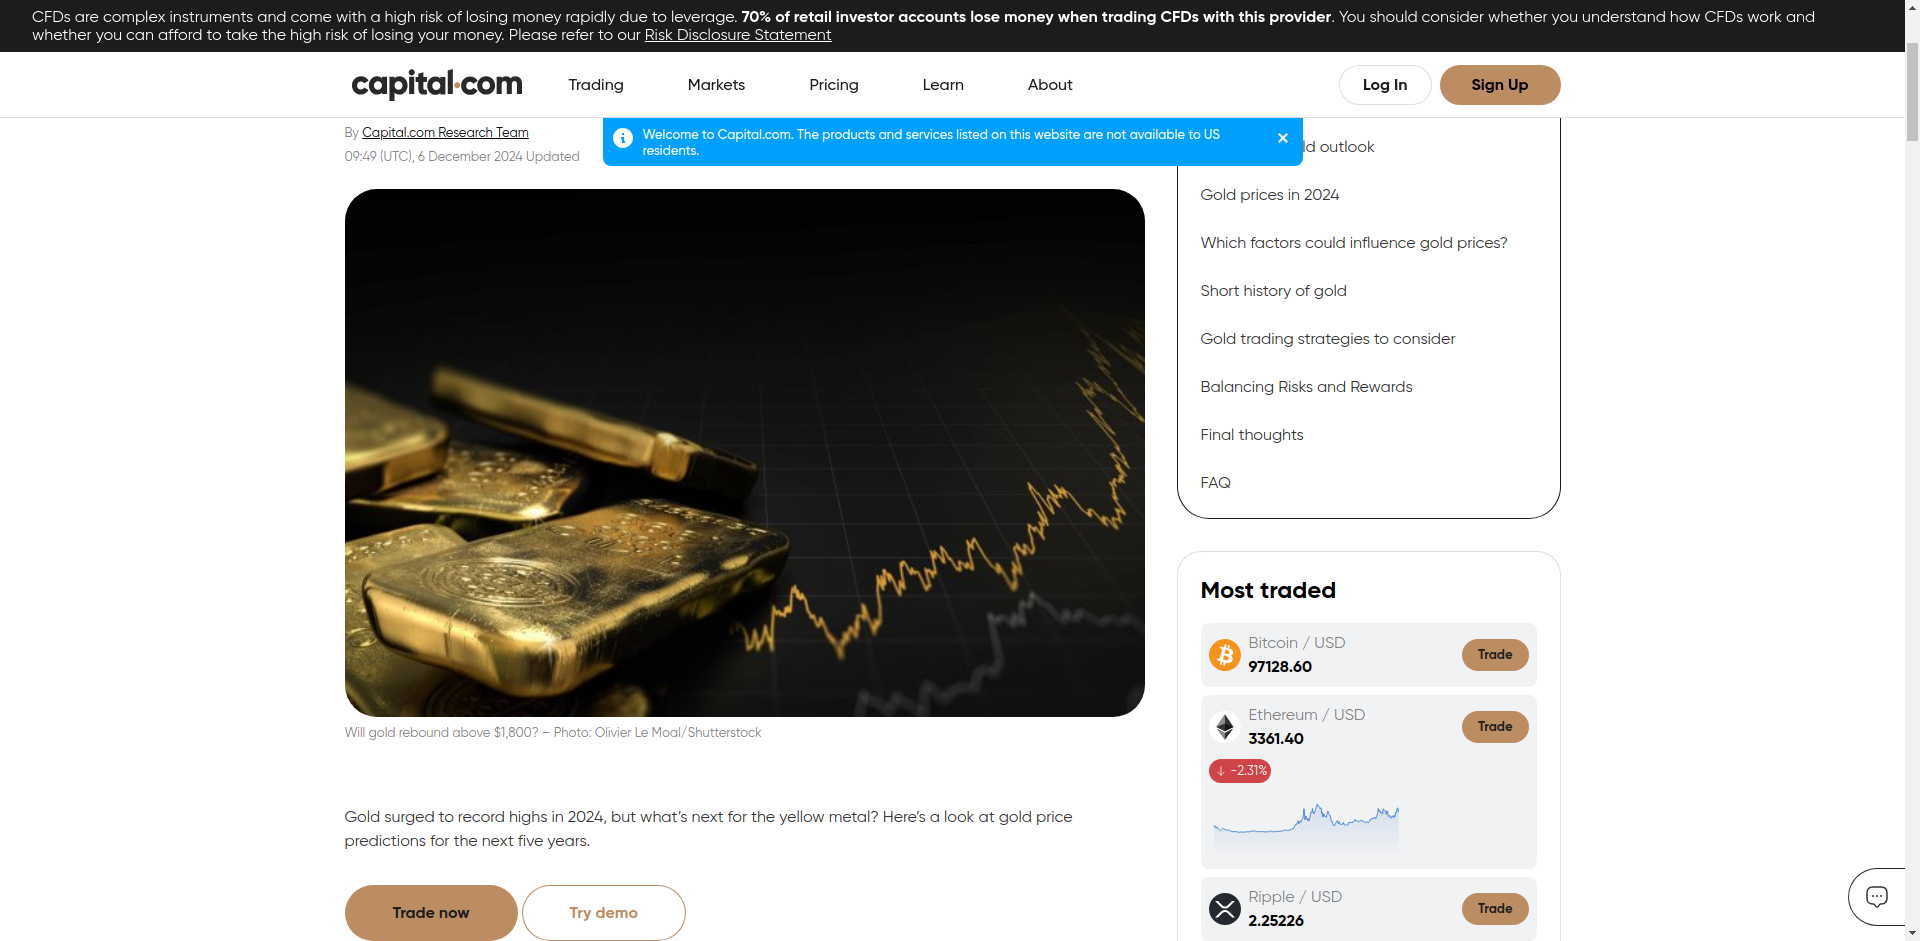 CFDs are complex instruments and come with a high risk of losing money rapidly due to leverage. 70% of retail investor accounts lose money when trading CFDs with this provider. You should consider whether you understand how CFDs work and
whether you can afford to take the high risk of losing your money. Please refer to our Risk Disclosure Statement
capital.com
Trading
Markets
Pricing
Learn
About
Log In
Sign Up
By Capital.com Research Team
09:49 (UTC), 6 December 2024 Updated
Welcome to Capital.com. The products and services listed on this website are not available to US
residents.
outlook
Gold prices in 2024
Which factors could influence gold prices?
Short history of gold
Gold trading strategies to consider
Balancing Risks and Rewards
Final thoughts
FAQ
Will gold rebound above $1,800? – Photo: Olivier Le Moal/Shutterstock
Gold surged to record highs in 2024, but what’s next for the yellow metal? Here’s a look at gold price
predictions for the next five years.
Trade now
Try demo
Most traded
Bitcoin / USD
97128.60
Trade
Ethereum / USD
3361.40
Trade
↓ -2.31%
Ripple / USD
2.25226
Trade